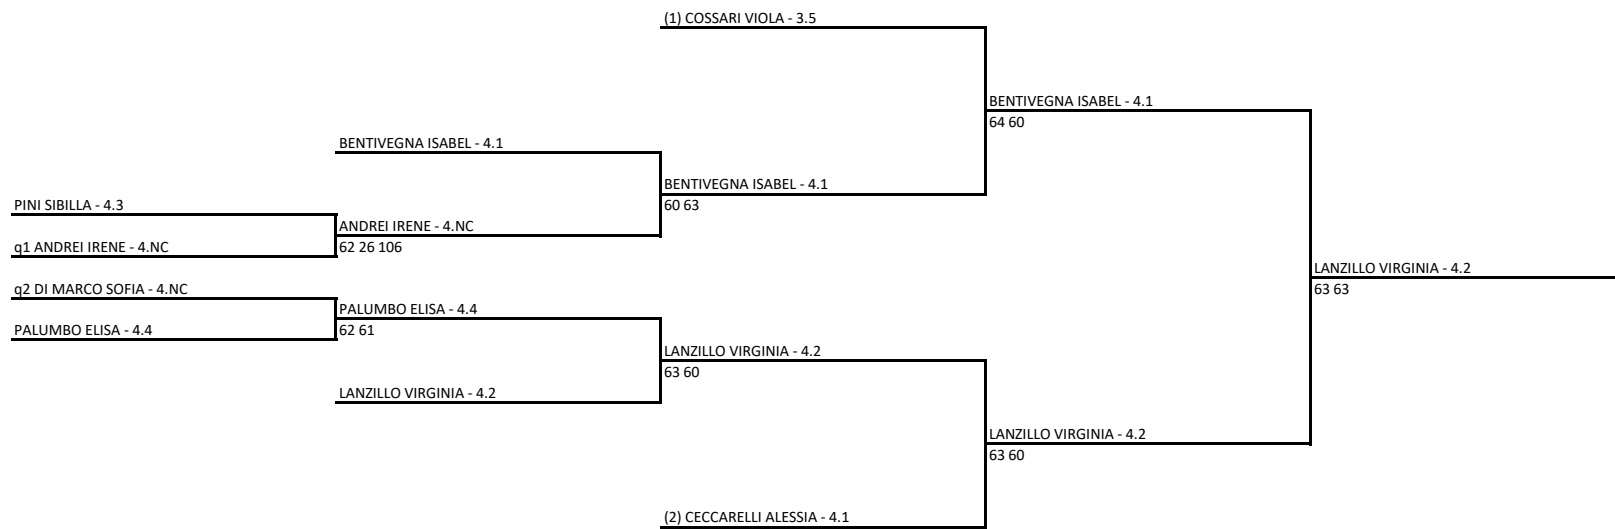 (1) COSSARI VIOLA - 3.5
BENTIVEGNA ISABEL - 4.1
64 60
BENTIVEGNA ISABEL - 4.1
BENTIVEGNA ISABEL - 4.1
60 63
PINI SIBILLA - 4.3
ANDREI IRENE - 4.NC
q1 ANDREI IRENE - 4.NC
62 26 106
LANZILLO VIRGINIA - 4.2
63 63
q2 DI MARCO SOFIA - 4.NC
PALUMBO ELISA - 4.4
PALUMBO ELISA - 4.4
62 61
LANZILLO VIRGINIA - 4.2
63 60
LANZILLO VIRGINIA - 4.2
LANZILLO VIRGINIA - 4.2
63 60
(2) CECCARELLI ALESSIA - 4.1